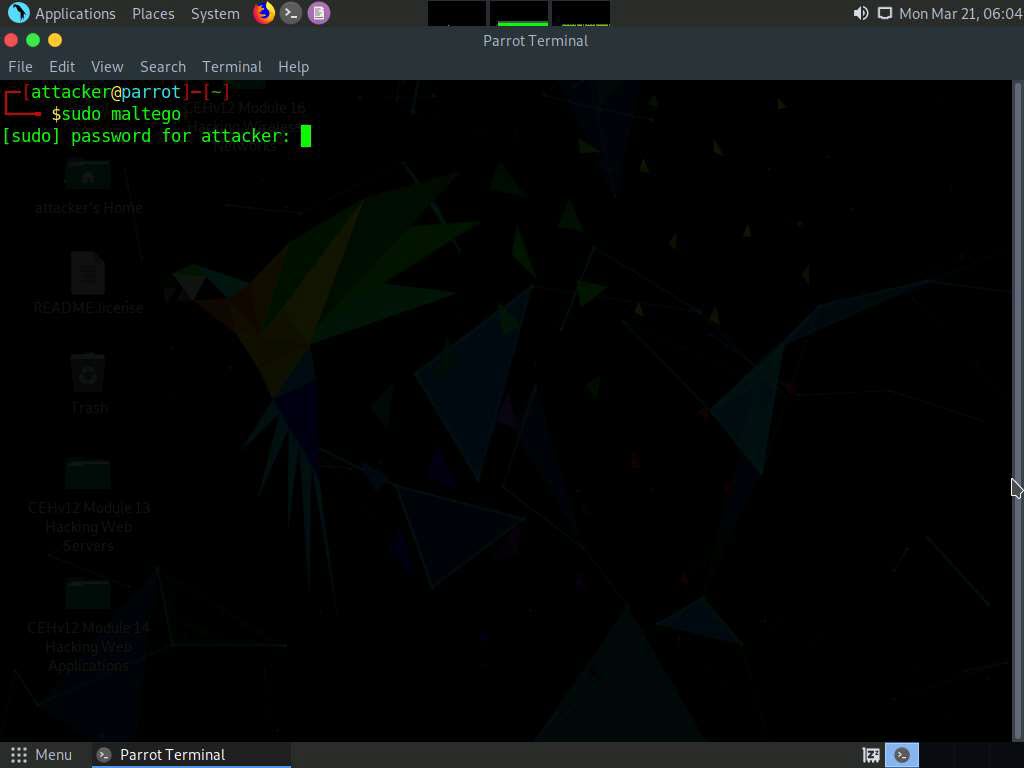 Applications Places System Mon Mar 21, 06:04
Parrot Terminal
File Edit View Search Terminal Help
┌─[attacker@parrot]─[~]
└──╼ $sudo maltego
[sudo] password for attacker:
CEHv12 Module 16
Hacking Wireless
Networks
attacker's Home
README.license
Trash
CEHv12 Module 13
Hacking Web
Servers
CEHv12 Module 14
Hacking Web
Applications
Menu Parrot Terminal